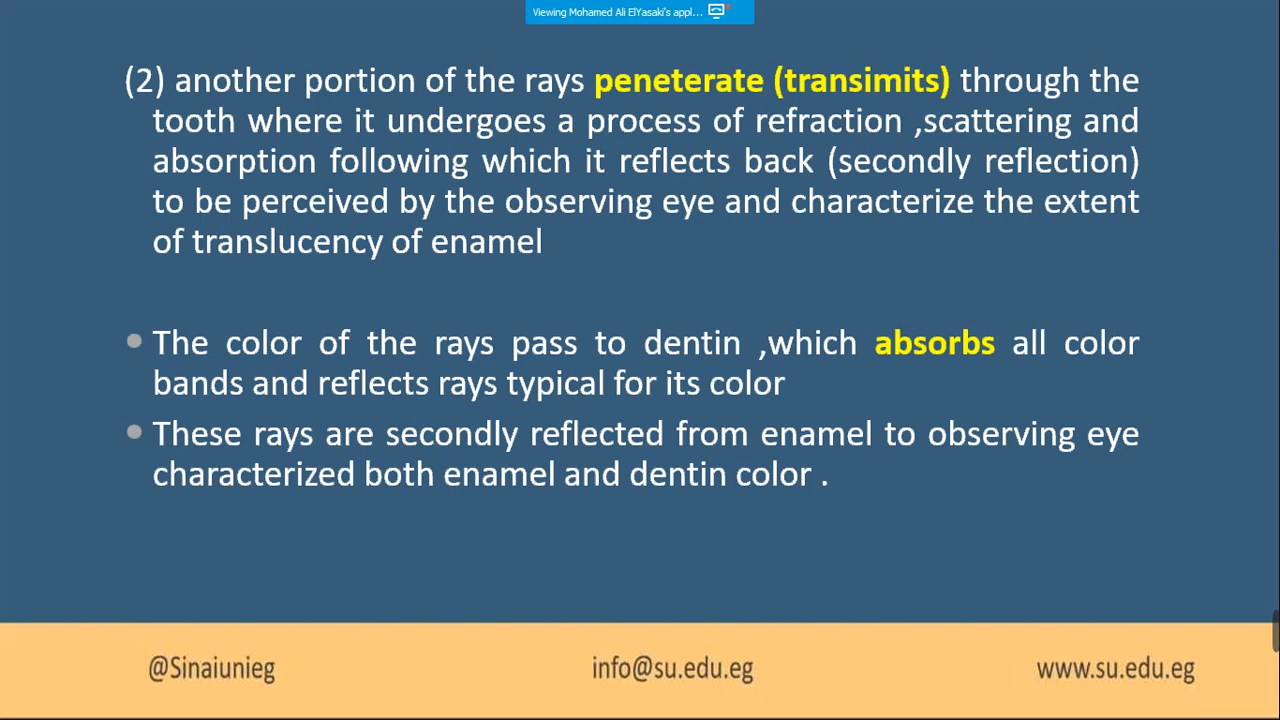 Viewing Mohamed Ali ElYasaki's appl...
(2) another portion of the rays peneterate (transimits) through the
tooth where it undergoes a process of refraction ,scattering and
absorption following which it reflects back (secondly reflection)
to be perceived by the observing eye and characterize the extent
of translucency of enamel
The color of the rays pass to dentin ,which absorbs all color
bands and reflects rays typical for its color
These rays are secondly reflected from enamel to observing eye
characterized both enamel and dentin color .
@Sinaiunieg info@su.edu.eg www.su.edu.eg